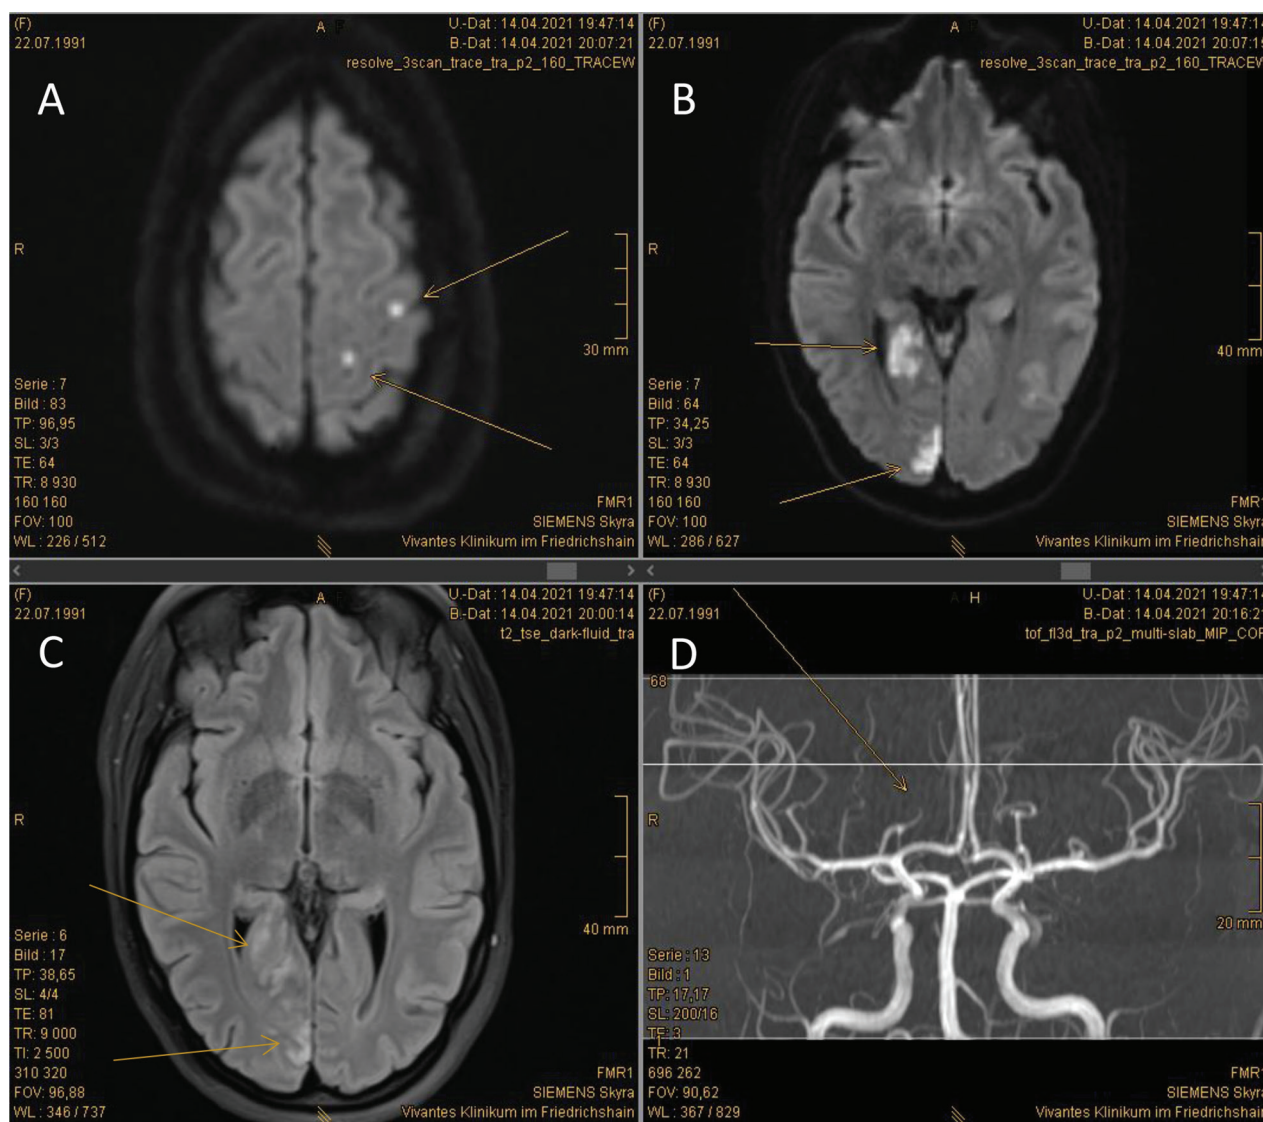 (F)
22.07.1991
A
U.-Dat : 14.04.2021 19:47:14
B.-Dat : 14.04.2021 20:07:21
resolve_3scan_trace_tra_p2_160_TRACEW
A
R
30 mm
Serie : 7
Bild : 83
TP: 96,95
SL: 3/3
TE: 64
TR: 8 930
160 160
FOV: 100
WL : 226 / 512
FMR1
SIEMENS Skyra
Vivantes Klinikum im Friedrichshain
(F)
22.07.1991
A
U.-Dat : 14.04.2021 19:47:14
B.-Dat : 14.04.2021 20:07:19
resolve_3scan_trace_tra_p2_160_TRACEW
B
R
40 mm
Serie : 7
Bild : 64
TP: 34,25
SL: 3/3
TE: 64
TR: 8 930
160 160
FOV: 100
WL : 286 / 627
FMR1
SIEMENS Skyra
Vivantes Klinikum im Friedrichshain
(F)
22.07.1991
A
U.-Dat : 14.04.2021 19:47:14
B.-Dat : 14.04.2021 20:00:14
t2_tse_dark-fluid_tra
C
R
40 mm
Serie : 6
Bild : 17
TP: 38,65
SL: 4/4
TE: 81
TR: 9 000
TI: 2 500
310 320
FOV: 96,88
WL : 346 / 737
FMR1
SIEMENS Skyra
Vivantes Klinikum im Friedrichshain
(F)
22.07.1991
H
U.-Dat : 14.04.2021 19:47:14
B.-Dat : 14.04.2021 20:16:21
tof_fl3d_tra_p2_multi-slab_MIP_COR
D
68
R
20 mm
Serie : 13
Bild : 1
TP: 17,17
SL: 200/16
TE: 3
TR: 21
696 262
FOV: 90,62
WL : 367 / 829
FMR1
SIEMENS Skyra
Vivantes Klinikum im Friedrichshain